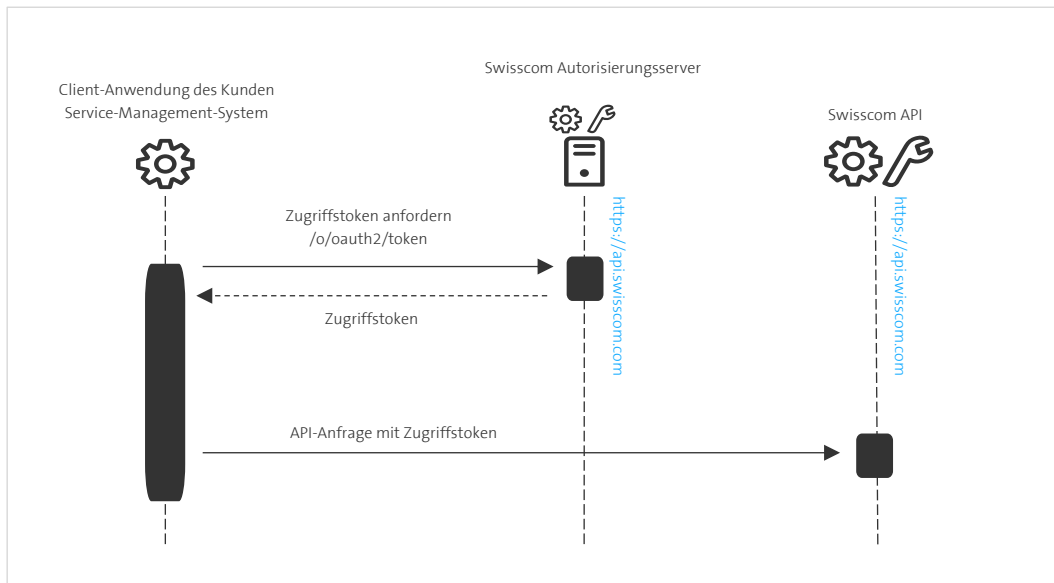 Swisscom Autorisierungsserver
Client-Anwendung des Kunden
Service-Management-System
Swisscom API
https://api.swisscom.com
https://api.swisscom.com
Zugriffstoken anfordern
/o/oauth2/token
Zugriffstoken
API-Anfrage mit Zugriffstoken